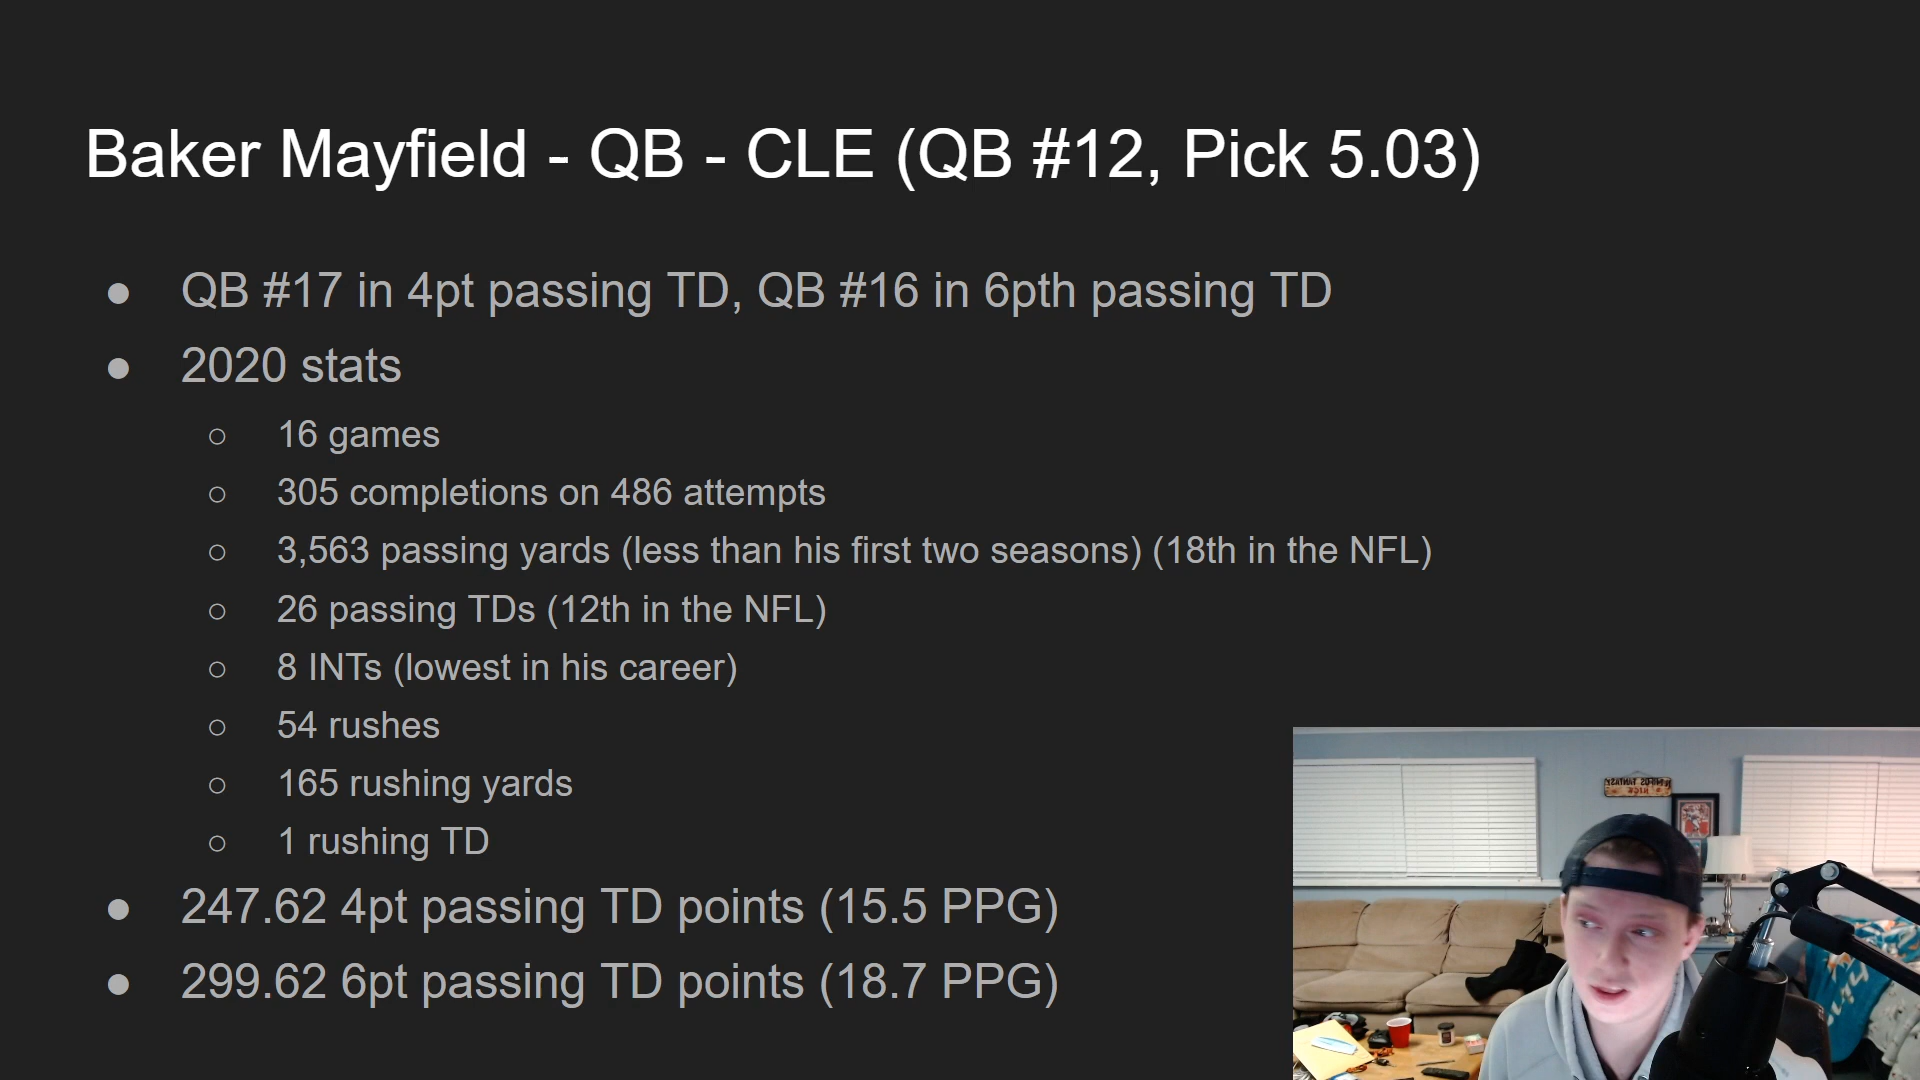 Baker Mayfield - QB - CLE (QB #12, Pick 5.03)
● QB #17 in 4pt passing TD, QB #16 in 6pth passing TD
● 2020 stats
○ 16 games
○ 305 completions on 486 attempts
○ 3,563 passing yards (less than his first two seasons) (18th in the NFL)
○ 26 passing TDs (12th in the NFL)
○ 8 INTs (lowest in his career)
○ 54 rushes
○ 165 rushing yards
○ 1 rushing TD
● 247.62 4pt passing TD points (15.5 PPG)
● 299.62 6pt passing TD points (18.7 PPG)